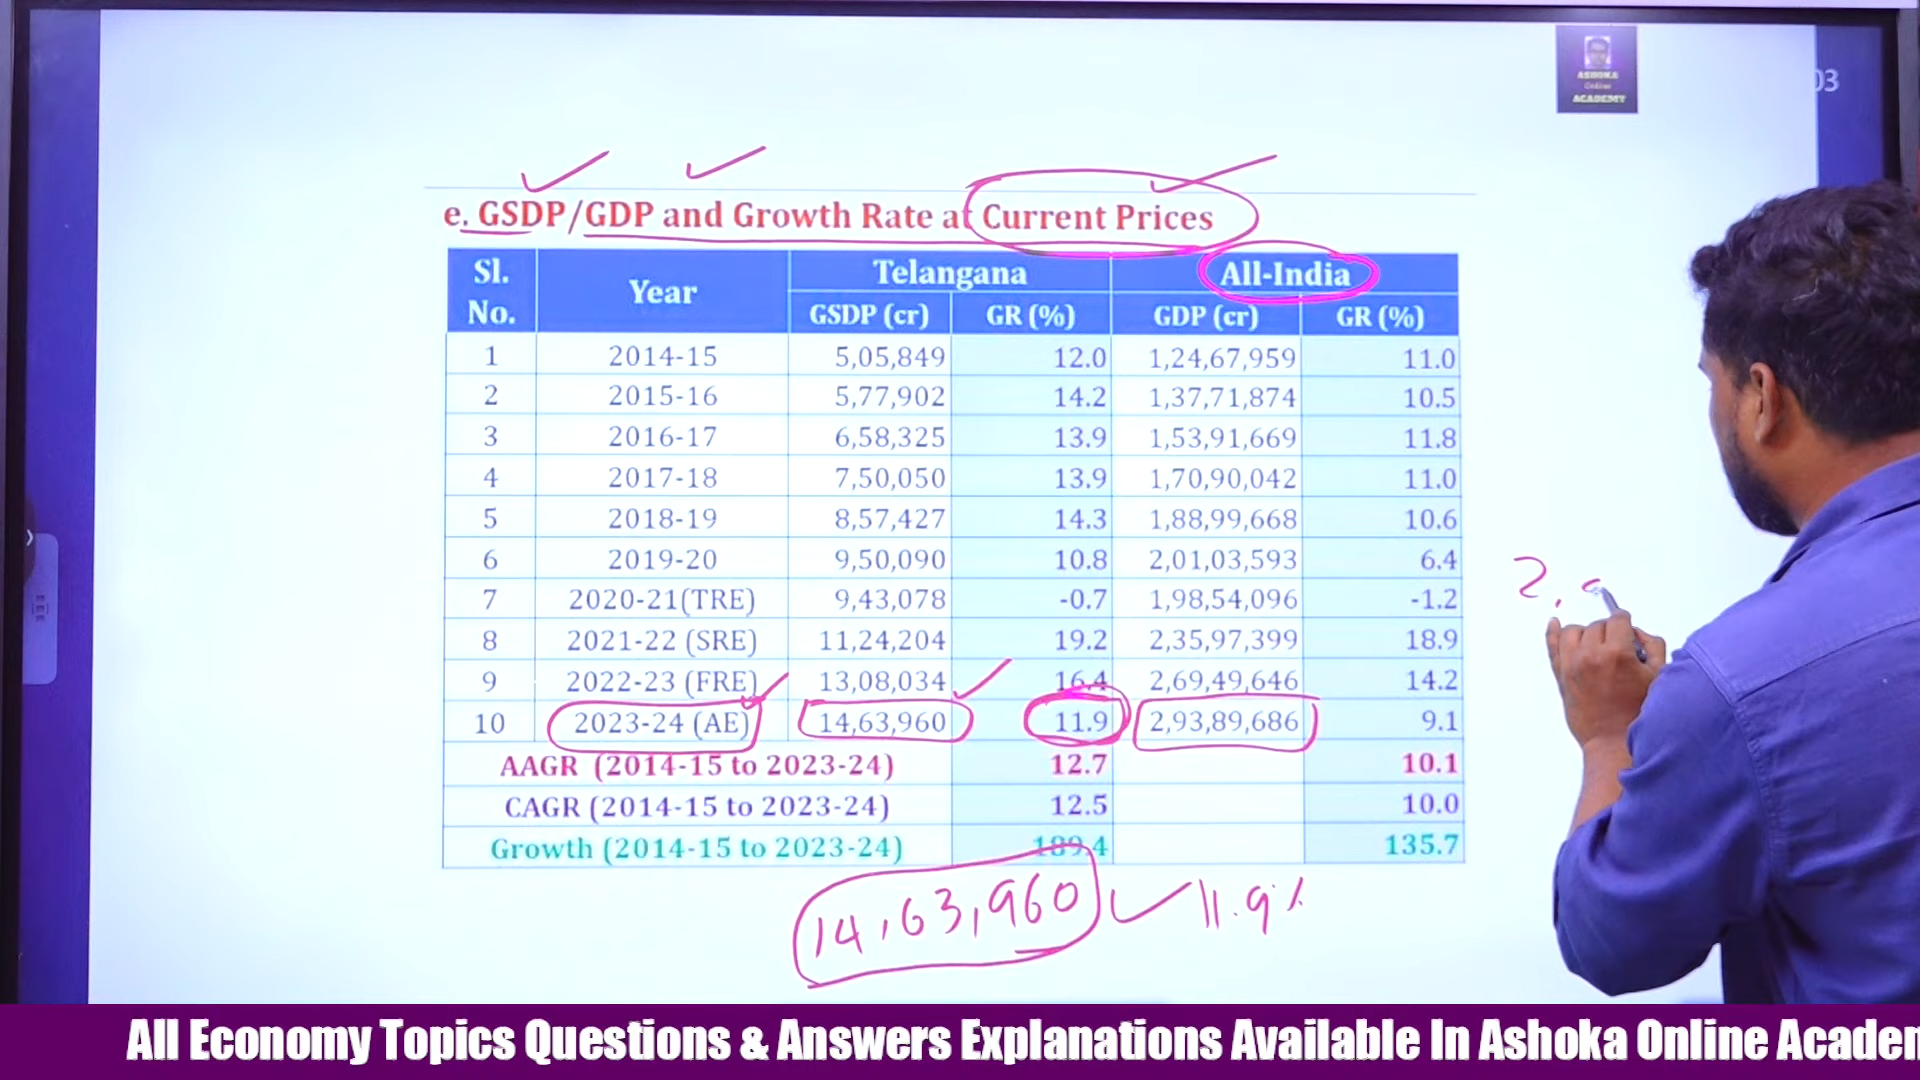 ASHOKA
Online
ACADEMY
03
e. GSDP/GDP and Growth Rate at Current Prices
Sl. No. Year Telangana All-India
GSDP (cr) GR (%) GDP (cr) GR (%)
1 2014-15 5,05,849 12.0 1,24,67,959 11.0
2 2015-16 5,77,902 14.2 1,37,71,874 10.5
3 2016-17 6,58,325 13.9 1,53,91,669 11.8
4 2017-18 7,50,050 13.9 1,70,90,042 11.0
5 2018-19 8,57,427 14.3 1,88,99,668 10.6
6 2019-20 9,50,090 10.8 2,01,03,593 6.4
7 2020-21(TRE) 9,43,078 -0.7 1,98,54,096 -1.2
8 2021-22 (SRE) 11,24,204 19.2 2,35,97,399 18.9
9 2022-23 (FRE) 13,08,034 16.4 2,69,49,646 14.2
10 2023-24 (AE) 14,63,960 11.9 2,93,89,686 9.1
AAGR (2014-15 to 2023-24) 12.7 10.1
CAGR (2014-15 to 2023-24) 12.5 10.0
Growth (2014-15 to 2023-24) 189.4 135.7
2.
14,63,960 11.9%
All Economy Topics Questions & Answers Explanations Available In Ashoka Online Academ